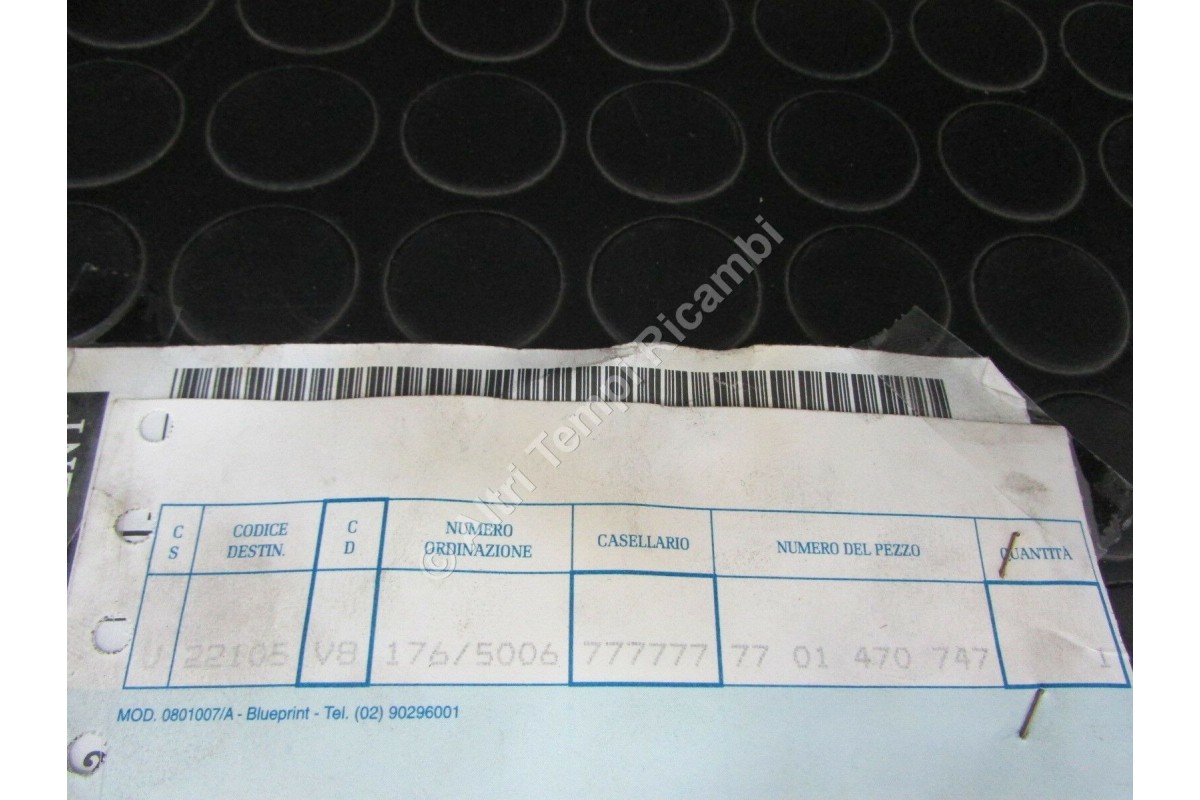 © Altri Tempi Ricambi
C S
CODICE DESTIN.
C D
NUMERO ORDINAZIONE
CASELLARIO
NUMERO DEL PEZZO
QUANTITÀ
U 22105 V8 176/5006 777777 77 01 470 747 1
MOD. 0801007/A - Blueprint - Tel. (02) 90296001